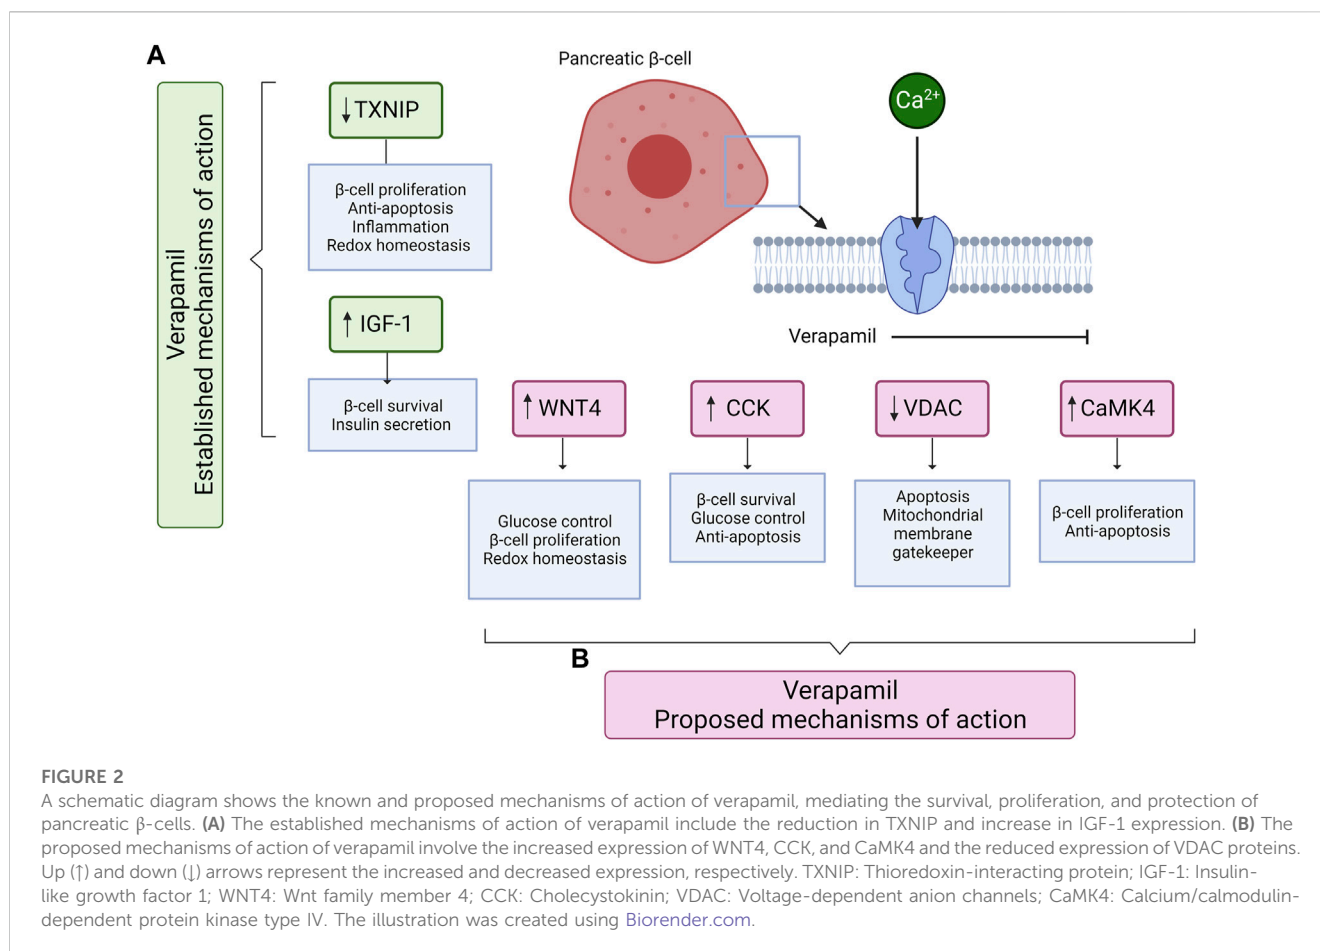 A
Verapamil
Established mechanisms of action
↓TXNIP
β-cell proliferation
Anti-apoptosis
Inflammation
Redox homeostasis
↑ IGF-1
β-cell survival
Insulin secretion
Pancreatic β-cell
Ca²⁺
Verapamil
↑ WNT4
Glucose control
β-cell proliferation
Redox homeostasis
↑ CCK
β-cell survival
Glucose control
Anti-apoptosis
↓ VDAC
Apoptosis
Mitochondrial
membrane
gatekeeper
↑ CaMK4
β-cell proliferation
Anti-apoptosis
B
Verapamil
Proposed mechanisms of action
FIGURE 2
A schematic diagram shows the known and proposed mechanisms of action of verapamil, mediating the survival, proliferation, and protection of
pancreatic β-cells. (A) The established mechanisms of action of verapamil include the reduction in TXNIP and increase in IGF-1 expression. (B) The
proposed mechanisms of action of verapamil involve the increased expression of WNT4, CCK, and CaMK4 and the reduced expression of VDAC proteins.
Up (↑) and down (↓) arrows represent the increased and decreased expression, respectively. TXNIP: Thioredoxin-interacting protein; IGF-1: Insulin-
like growth factor 1; WNT4: Wnt family member 4; CCK: Cholecystokinin; VDAC: Voltage-dependent anion channels; CaMK4: Calcium/calmodulin-
dependent protein kinase type IV. The illustration was created using Biorender.com.